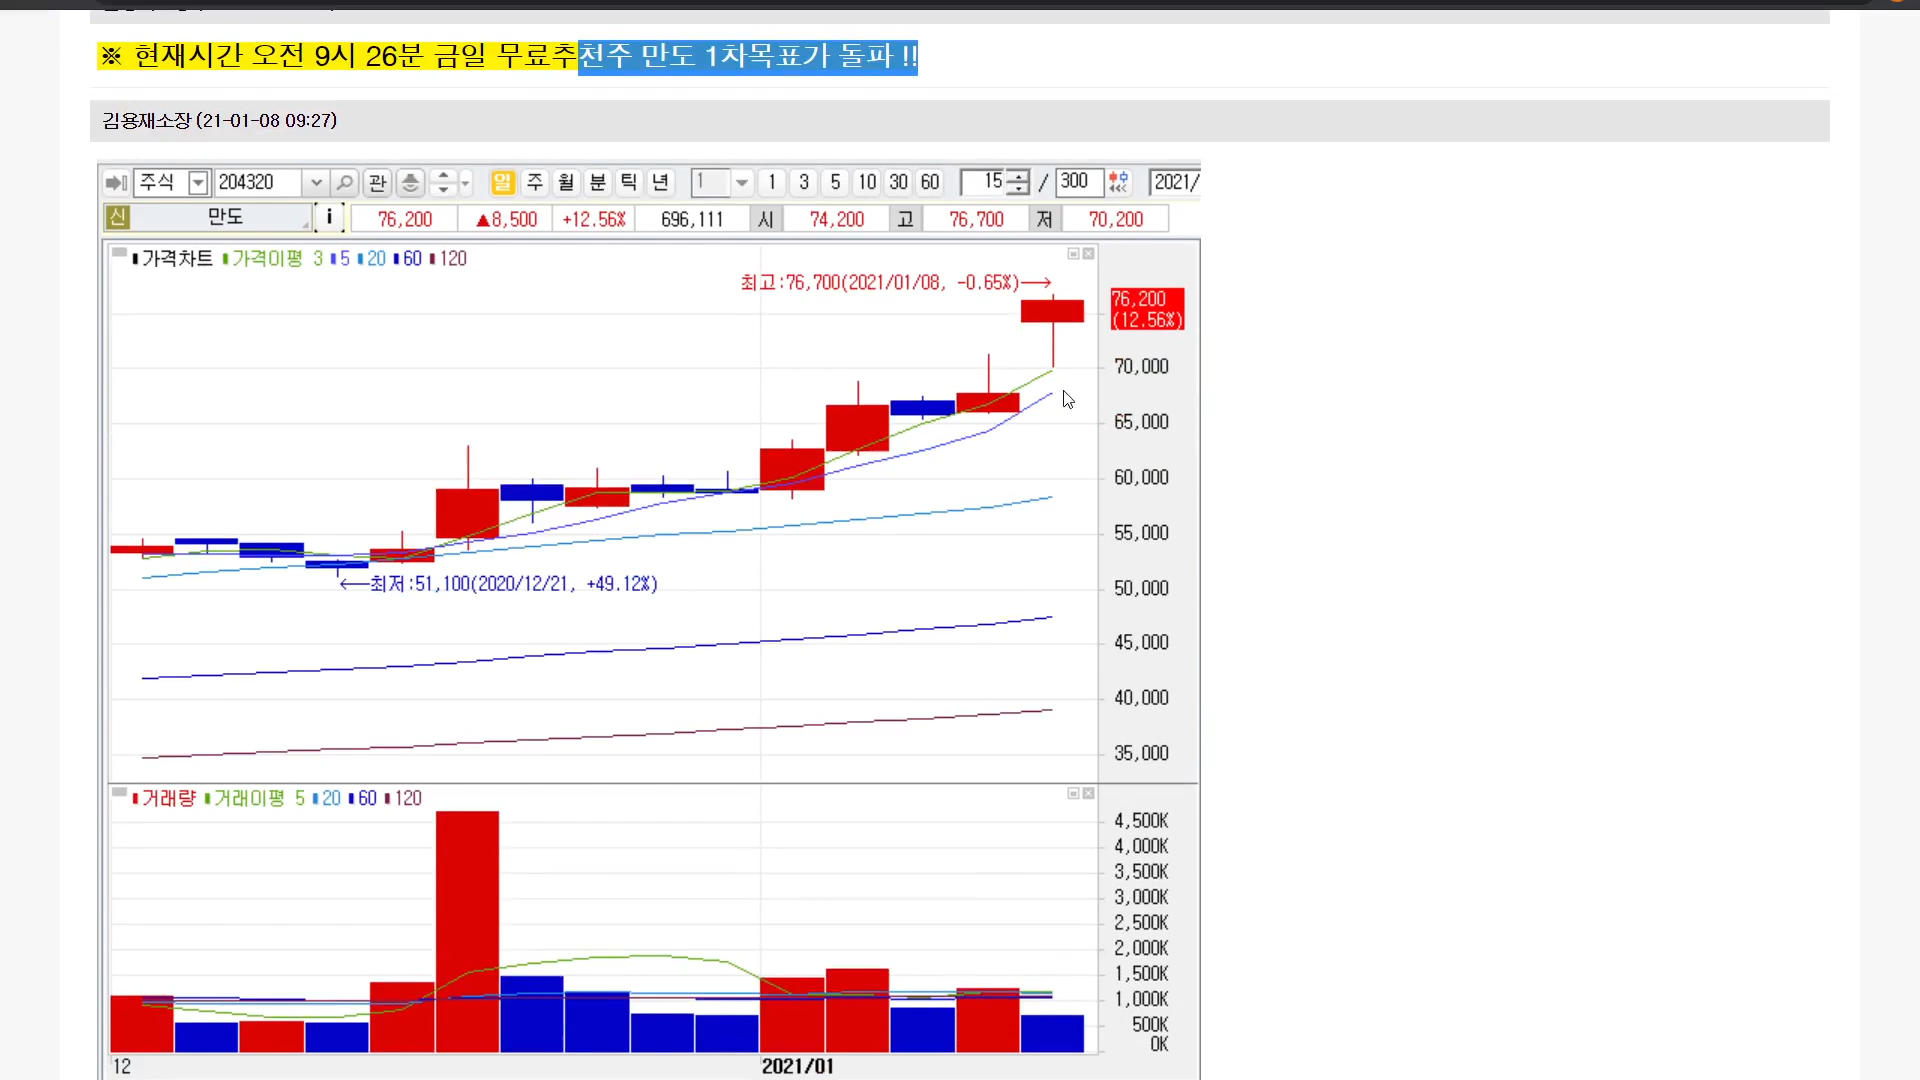 ※ 현재시간 오전 9시 26분 금일 무료추천주 만도 1차목표가 돌파 !!
김용재소장 (21-01-08 09:27)
주식 204320 관 일 주 월 분 틱 년 1 1 3 5 10 30 60 15 / 300 2021/
신 만도 i 76,200 ▲8,500 +12.56% 696,111 시 74,200 고 76,700 저 70,200
가격차트 가격이평 3 5 20 60 120
최고:76,700(2021/01/08, -0.65%)→
76,200
(12.56%)
70,000
65,000
60,000
55,000
←최저:51,100(2020/12/21, +49.12%)
50,000
45,000
40,000
35,000
거래량 거래이평 5 20 60 120
4,500K
4,000K
3,500K
3,000K
2,500K
2,000K
1,500K
1,000K
500K
0K
12 2021/01